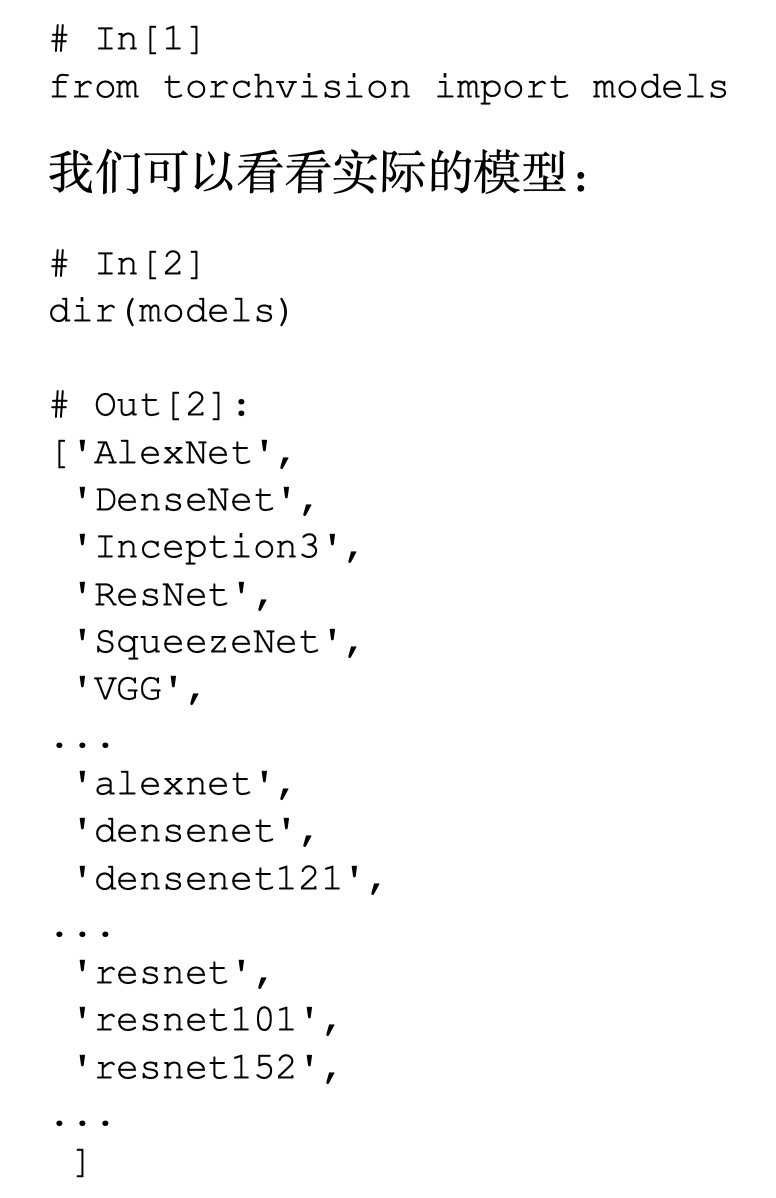 # In[1]
from torchvision import models
我们可以看看实际的模型：
# In[2]
dir(models)
# Out[2]:
['AlexNet',
 'DenseNet',
 'Inception3',
 'ResNet',
 'SqueezeNet',
 'VGG',
...
 'alexnet',
 'densenet',
 'densenet121',
...
 'resnet',
 'resnet101',
 'resnet152',
...
 ]